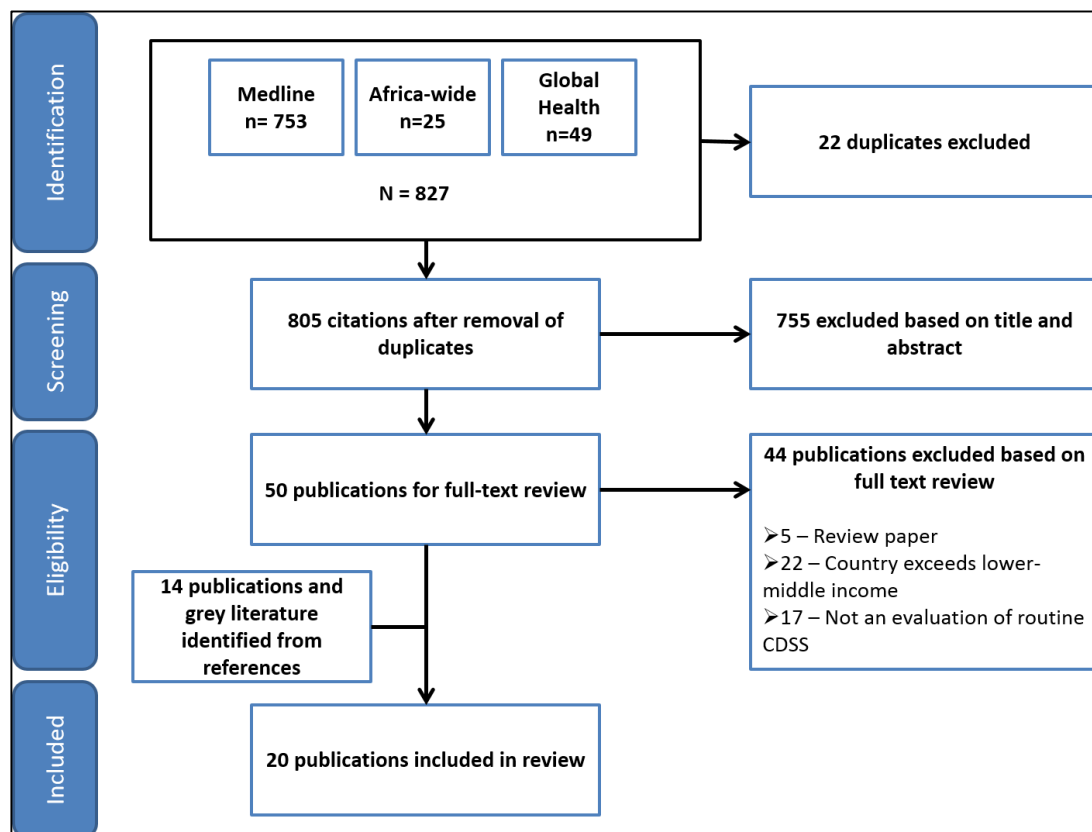 Identification
Medline
n= 753
Africa-wide
n=25
Global
Health
n=49
N = 827
22 duplicates excluded
Screening
805 citations after removal of
duplicates
755 excluded based on title and
abstract
Eligibility
50 publications for full-text review
44 publications excluded based on
full text review
➢5 – Review paper
➢22 – Country exceeds lower-
middle income
➢17 – Not an evaluation of routine
CDSS
14 publications and
grey literature
identified from
references
Included
20 publications included in review